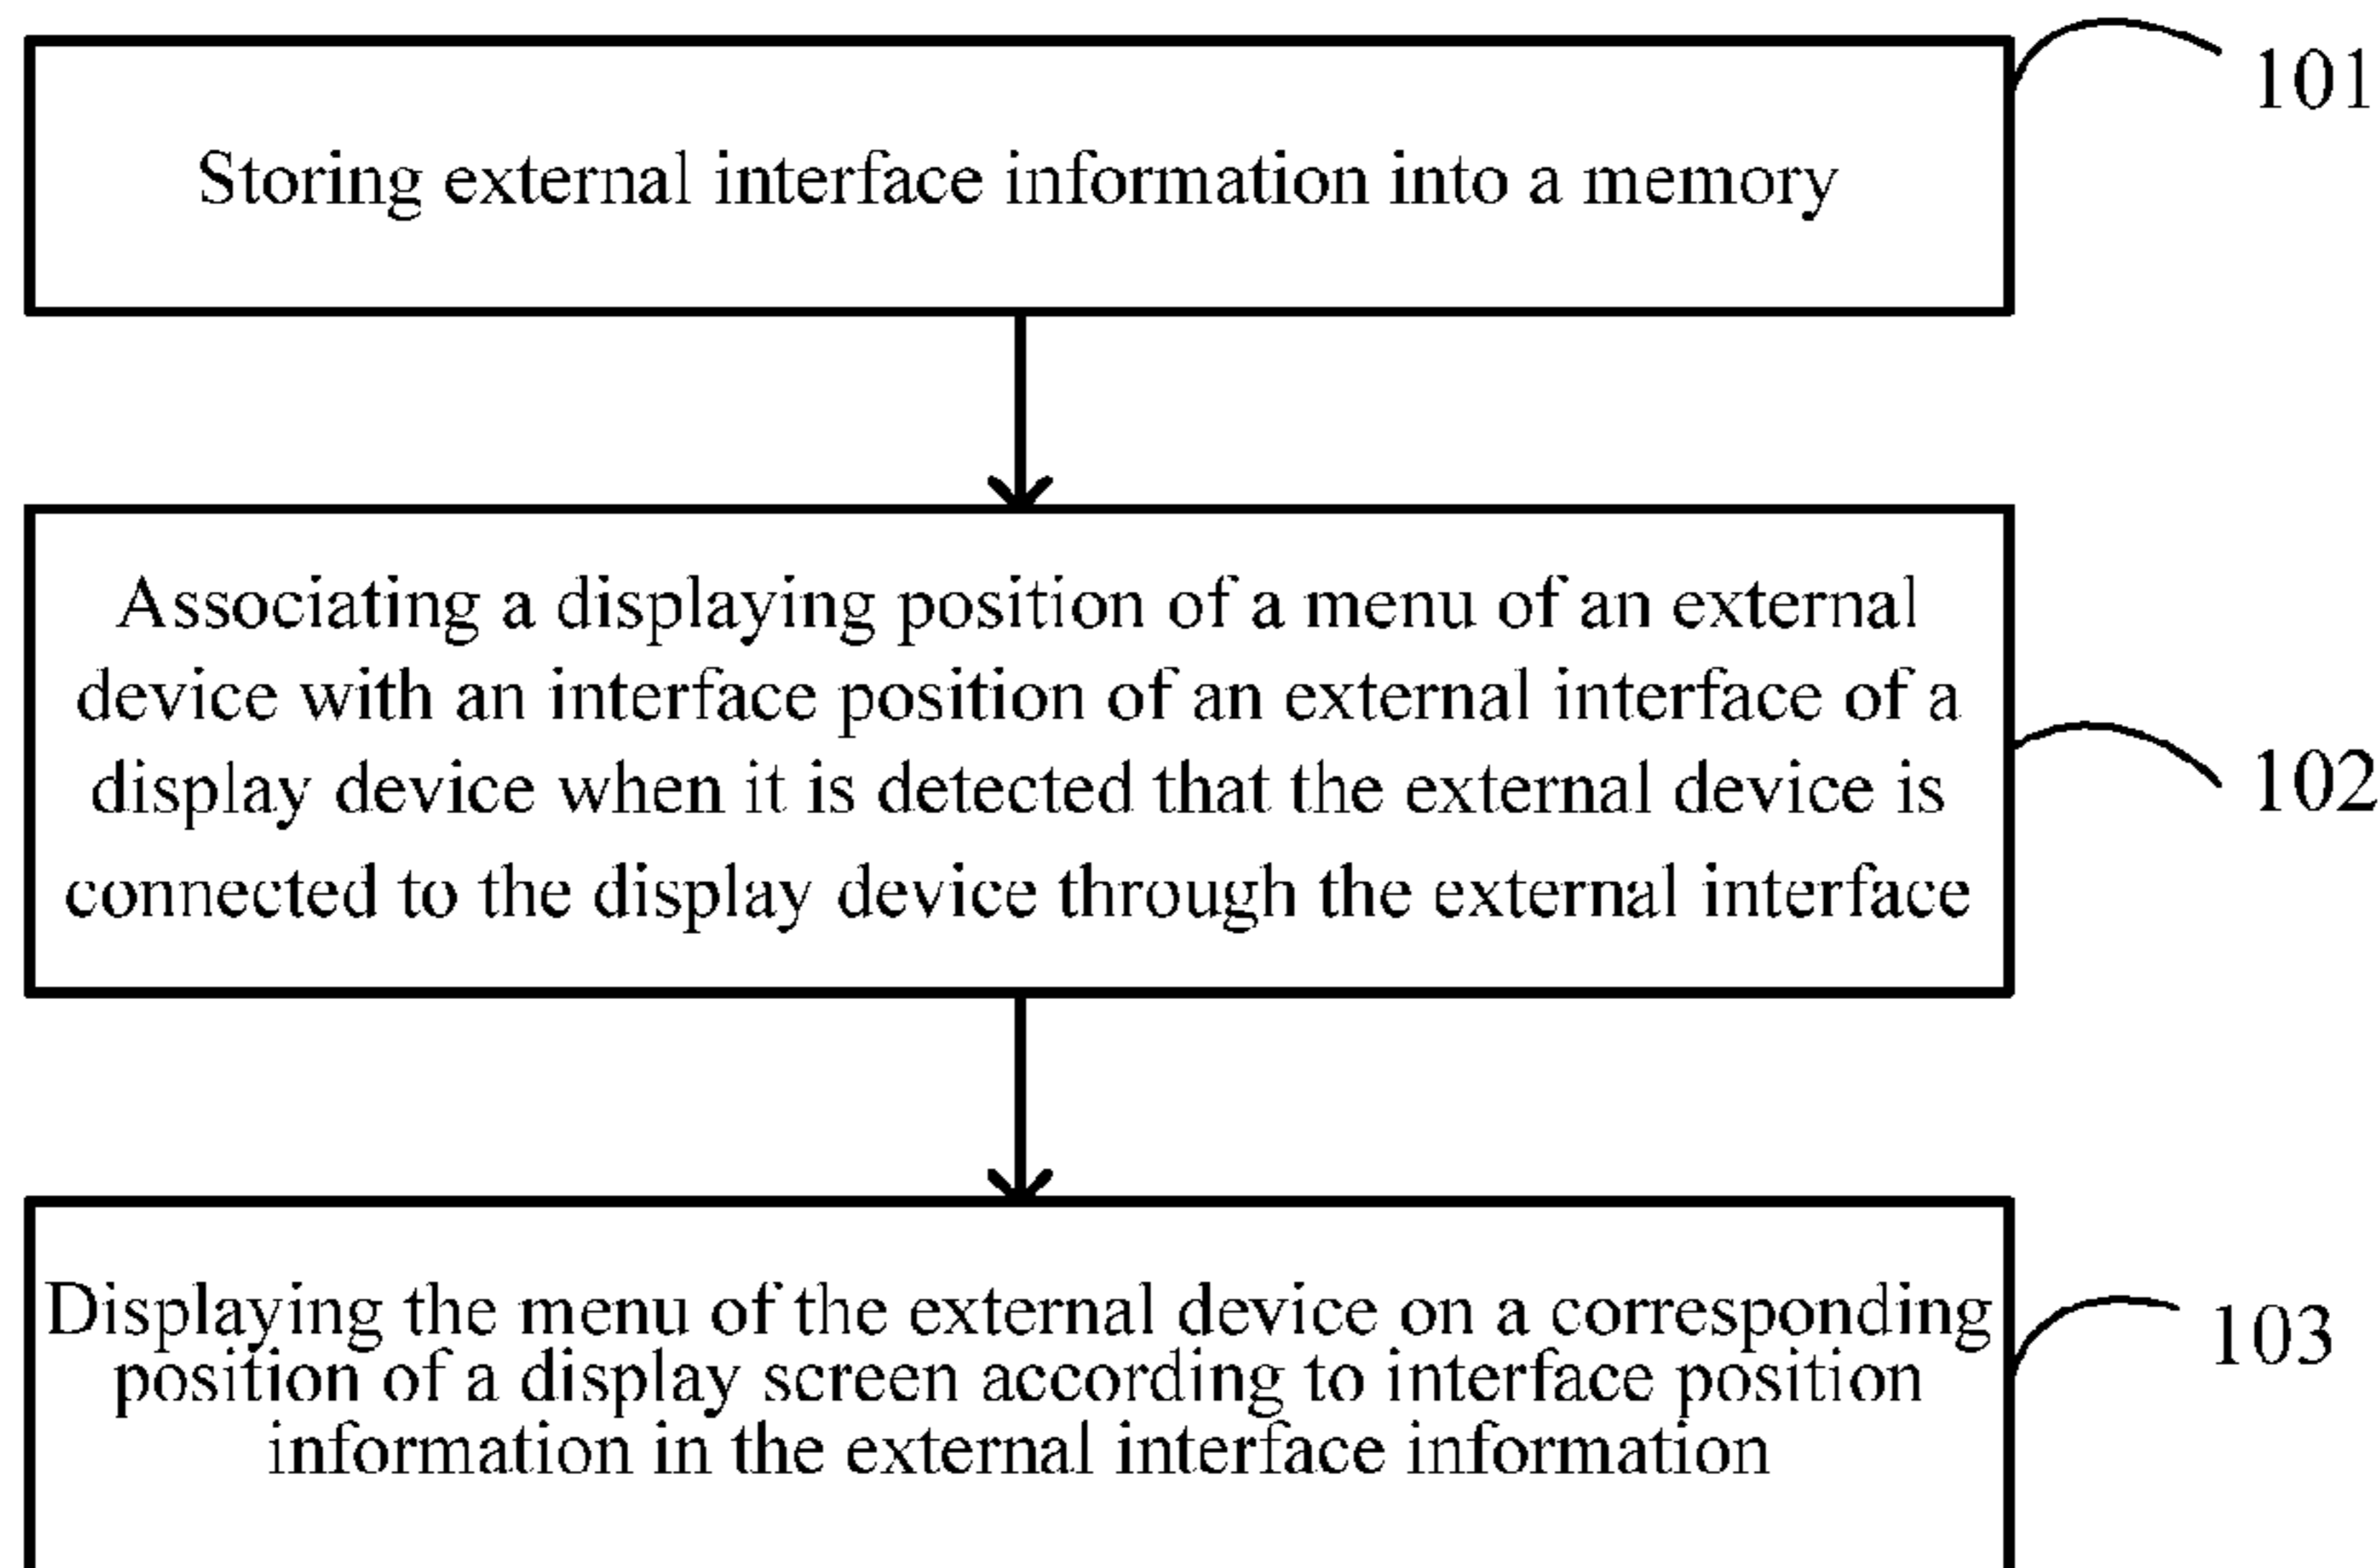 101
Storing external interface information into a memory
Associating a displaying position of a menu of an external
device with an interface position of an external interface of a
display device when it is detected that the external device is
connected to the display device through the external interface
102
Displaying the menu of the external device on a corresponding
position of a display screen according to interface position
information in the external interface information
103